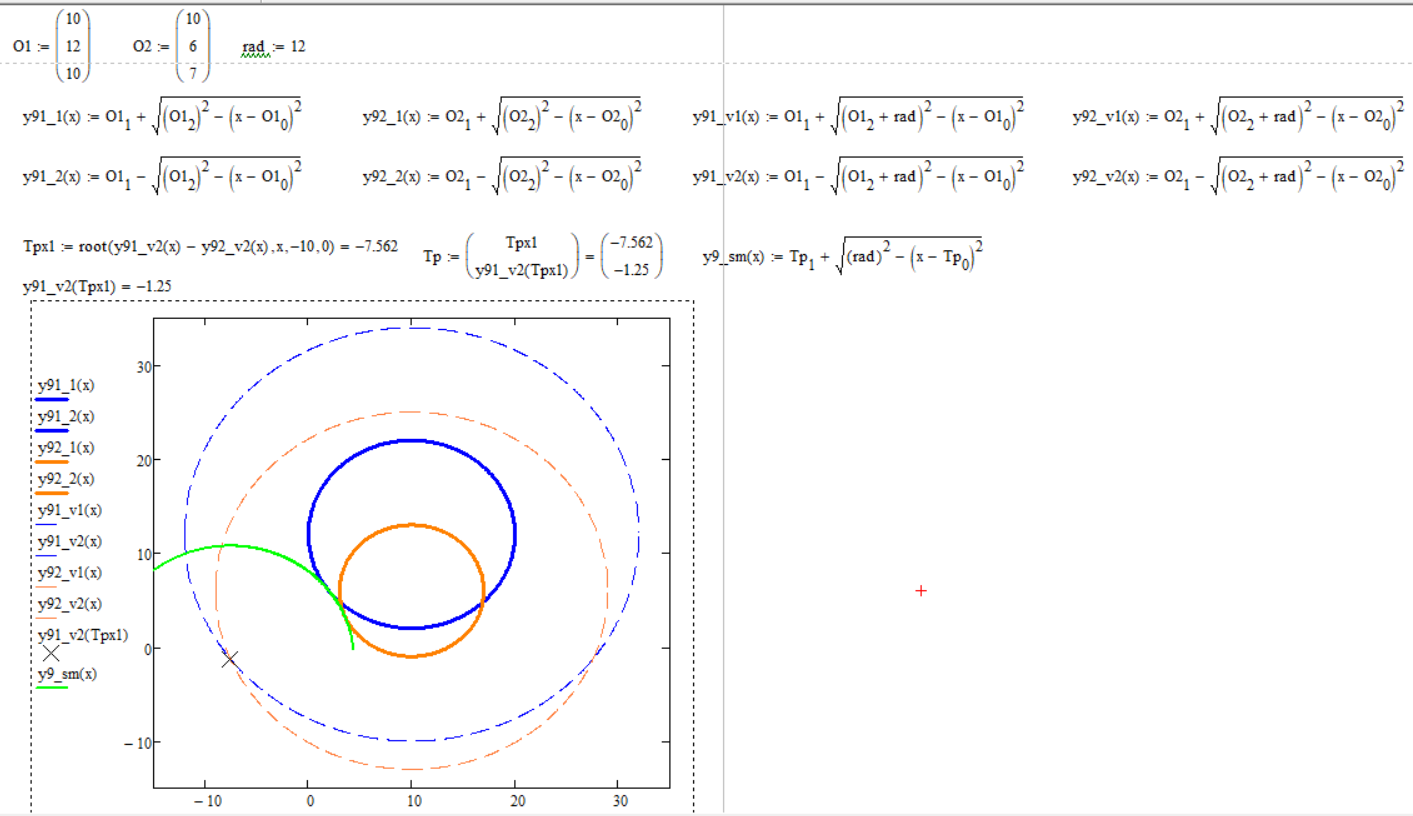 O1 := (10 12 10) O2 := (10 6 7) rad := 12
y91_1(x) := O1₁ + √((O1₂)² − (x − O1₀)²) y92_1(x) := O2₁ + √((O2₂)² − (x − O2₀)²) y91_v1(x) := O1₁ + √((O1₂ + rad)² − (x − O1₀)²) y92_v1(x) := O2₁ + √((O2₂ + rad)² − (x − O2₀)²)
y91_2(x) := O1₁ − √((O1₂)² − (x − O1₀)²) y92_2(x) := O2₁ − √((O2₂)² − (x − O2₀)²) y91_v2(x) := O1₁ − √((O1₂ + rad)² − (x − O1₀)²) y92_v2(x) := O2₁ − √((O2₂ + rad)² − (x − O2₀)²)
Tpx1 := root(y91_v2(x) − y92_v2(x), x, −10, 0) = −7.562 Tp := (Tpx1 y91_v2(Tpx1)) = (−7.562 −1.25) y9_sm(x) := Tp₁ + √((rad)² − (x − Tp₀)²)
y91_v2(Tpx1) = −1.25
y91_1(x)
y91_2(x)
y92_1(x)
y92_2(x)
y91_v1(x)
y91_v2(x)
y92_v1(x)
y92_v2(x)
y91_v2(Tpx1)
y9_sm(x)
30
20
10
0
− 10
− 10 0 10 20 30